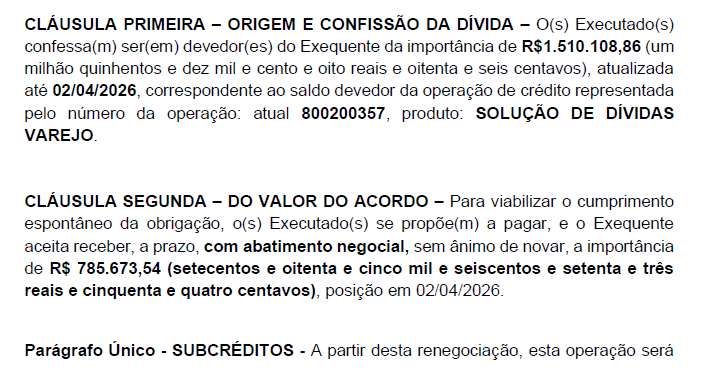 CLÁUSULA PRIMEIRA – ORIGEM E CONFISSÃO DA DÍVIDA – O(s) Executado(s)
confessa(m) ser(em) devedor(es) do Exequente da importância de R$1.510.108,86 (um
milhão quinhentos e dez mil e cento e oito reais e oitenta e seis centavos), atualizada
até 02/04/2026, correspondente ao saldo devedor da operação de crédito representada
pelo número da operação: atual 800200357, produto: SOLUÇÃO DE DÍVIDAS
VAREJO.
CLÁUSULA SEGUNDA – DO VALOR DO ACORDO – Para viabilizar o cumprimento
espontâneo da obrigação, o(s) Executado(s) se propõe(m) a pagar, e o Exequente
aceita receber, a prazo, com abatimento negocial, sem ânimo de novar, a importância
de R$ 785.673,54 (setecentos e oitenta e cinco mil e seiscentos e setenta e três
reais e cinquenta e quatro centavos), posição em 02/04/2026.
Parágrafo Único - SUBCRÉDITOS - A partir desta renegociação, esta operação será